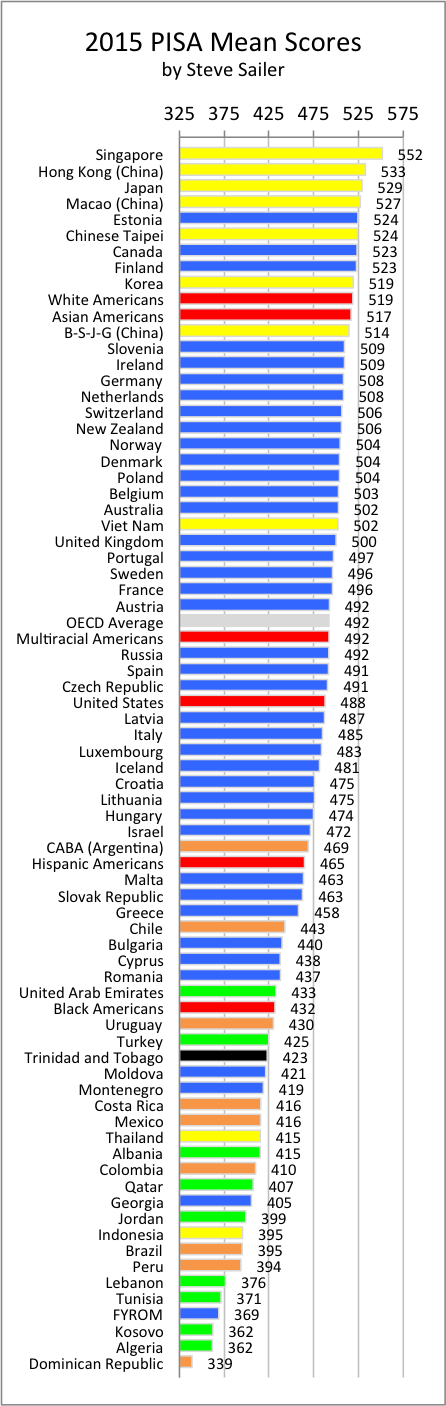 2015 PISA Mean Scores
by Steve Sailer
325 375 425 475 525 575
Singapore 552
Hong Kong (China) 533
Japan 529
Macao (China) 527
Estonia 524
Chinese Taipei 524
Canada 523
Finland 523
Korea 519
White Americans 519
Asian Americans 517
B-S-J-G (China) 514
Slovenia 509
Ireland 509
Germany 508
Netherlands 508
Switzerland 506
New Zealand 506
Norway 504
Denmark 504
Poland 504
Belgium 503
Australia 502
Viet Nam 502
United Kingdom 500
Portugal 497
Sweden 496
France 496
Austria 492
OECD Average 492
Multiracial Americans 492
Russia 492
Spain 491
Czech Republic 491
United States 488
Latvia 487
Italy 485
Luxembourg 483
Iceland 481
Croatia 475
Lithuania 475
Hungary 474
Israel 472
CABA (Argentina) 469
Hispanic Americans 465
Malta 463
Slovak Republic 463
Greece 458
Chile 443
Bulgaria 440
Cyprus 438
Romania 437
United Arab Emirates 433
Black Americans 432
Uruguay 430
Turkey 425
Trinidad and Tobago 423
Moldova 421
Montenegro 419
Costa Rica 416
Mexico 416
Thailand 415
Albania 415
Colombia 410
Qatar 407
Georgia 405
Jordan 399
Indonesia 395
Brazil 395
Peru 394
Lebanon 376
Tunisia 371
FYROM 369
Kosovo 362
Algeria 362
Dominican Republic 339